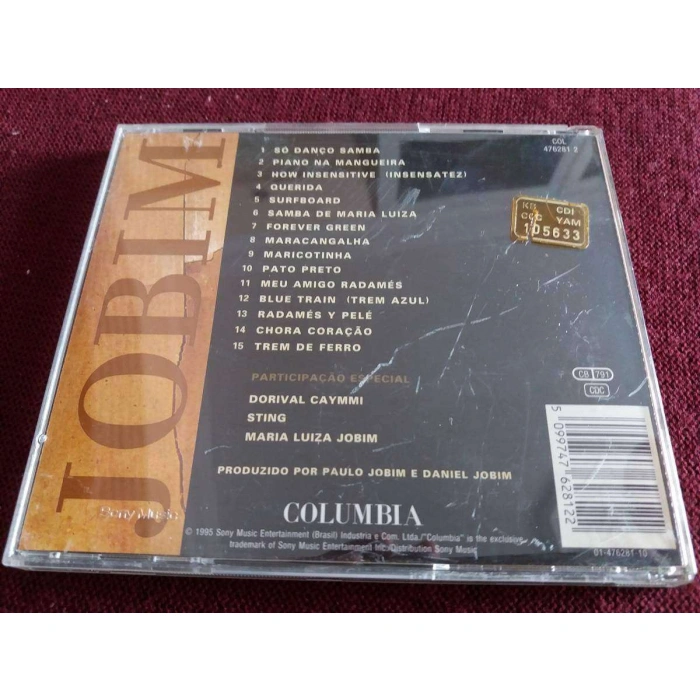 JOBIM
1 SÓ DANÇO SAMBA
2 PIANO NA MANGUEIRA
3 HOW INSENSITIVE (INSENSATEZ)
4 QUERIDA
5 SURFBOARD
6 SAMBA DE MARIA LUIZA
7 FOREVER GREEN
8 MARACANGALHA
9 MARICOTINHA
10 PATO PRETO
11 MEU AMIGO RADAMÉS
12 BLUE TRAIN (TREM AZUL)
13 RADAMÉS Y PELÉ
14 CHORA CORAÇÃO
15 TREM DE FERRO
PARTICIPAÇÃO ESPECIAL
DORIVAL CAYMMI
STING
MARIA LUIZA JOBIM
PRODUZIDO POR PAULO JOBIM E DANIEL JOBIM
Sony Music
COLUMBIA
© 1995 Sony Music Entertainment (Brasil) Industria e Com. Ltda./"Columbia" is the exclusive
trademark of Sony Music Entertainment Inc./Distribution Sony Music
COL
476281 2
CDI
YAM
105633
CB 791
CDC
5 099747 628122
01-476281-10